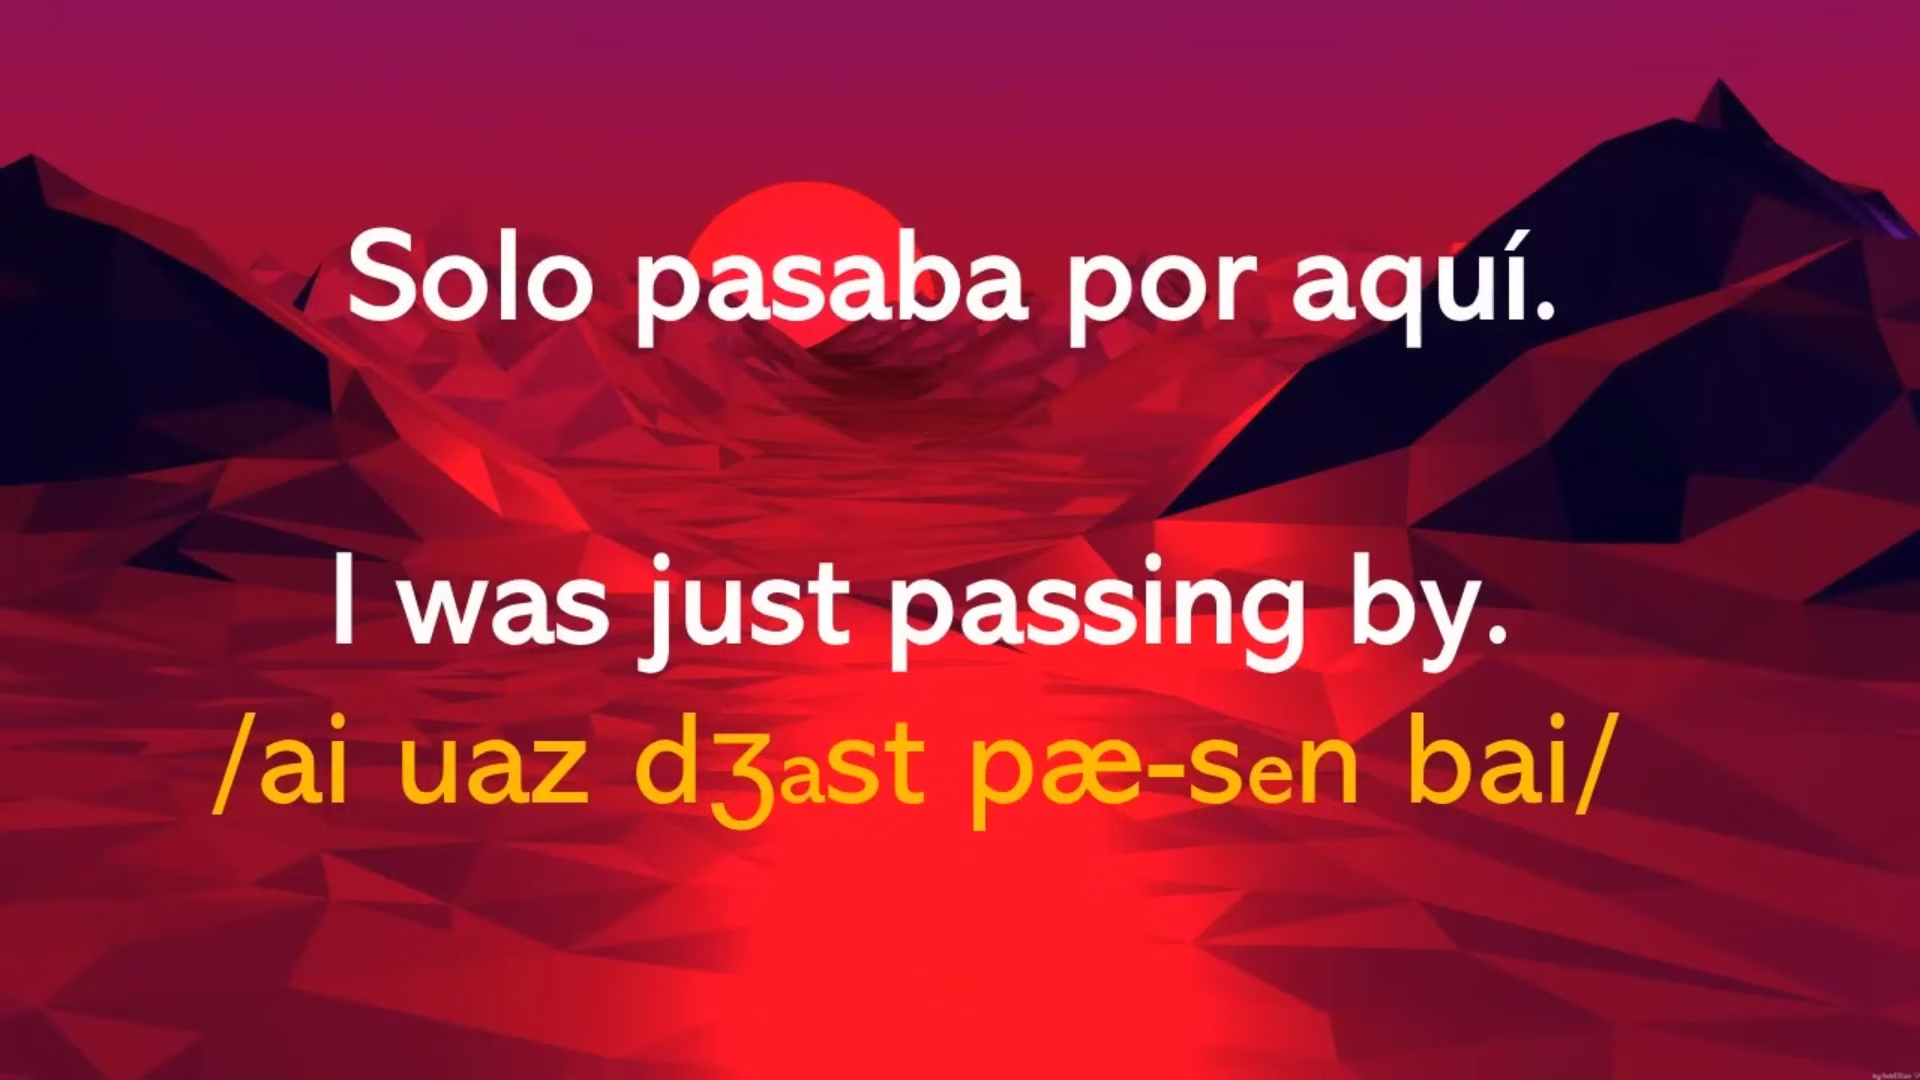 Solo pasaba por aquí.
I was just passing by.
/ai uaz dʒast pæ-sen bai/